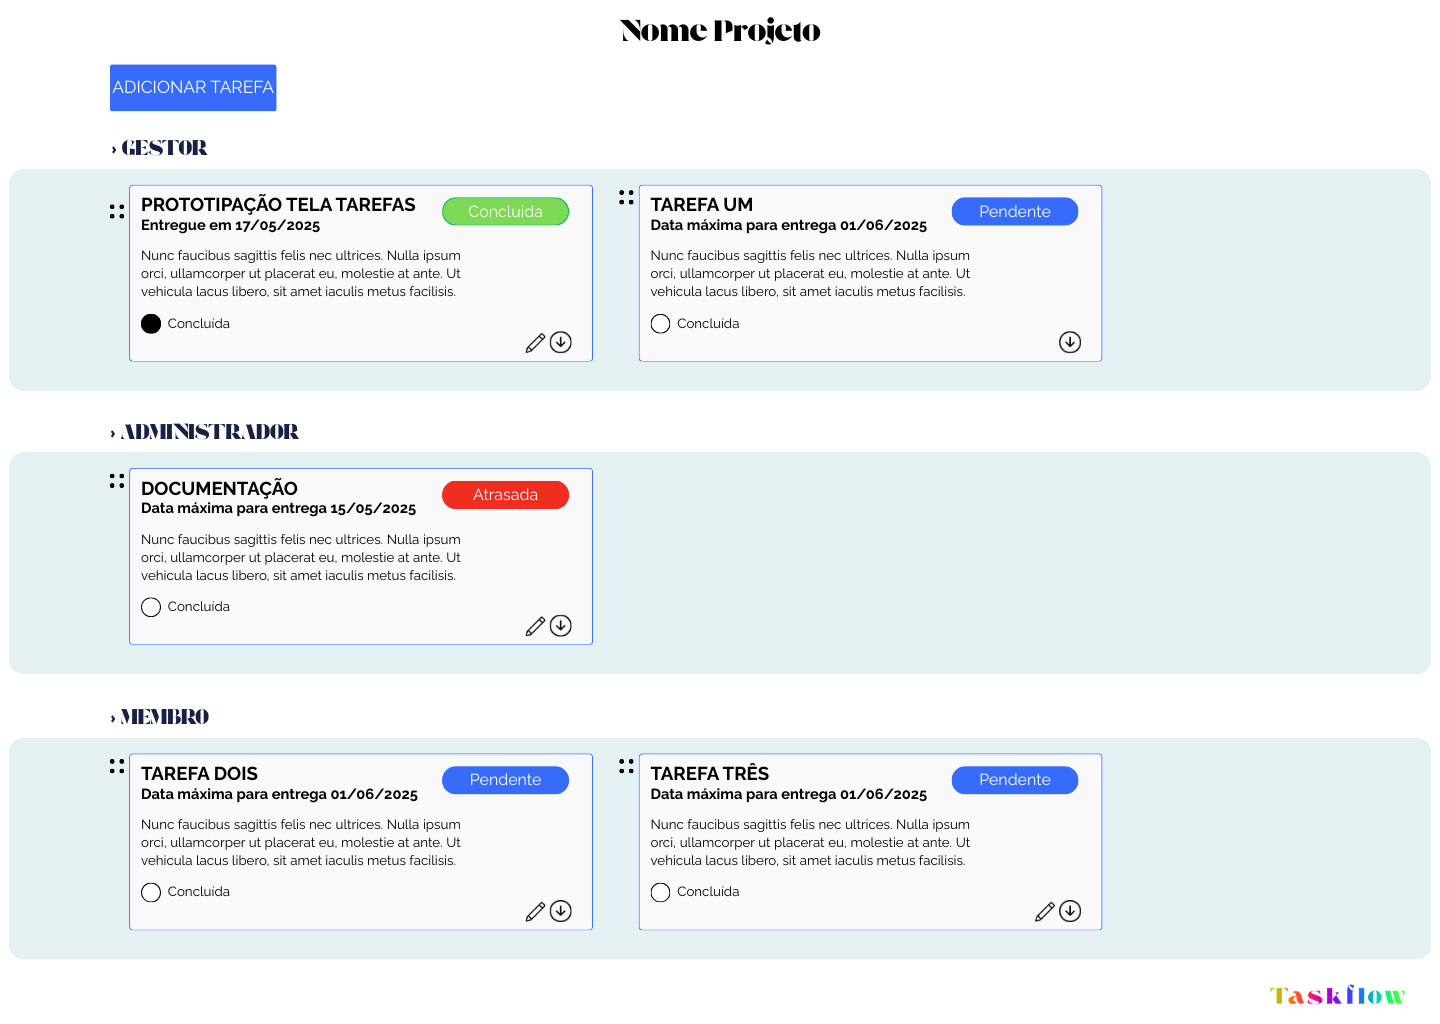 Nome Projeto
ADICIONAR TAREFA
› GESTOR
PROTOTIPAÇÃO TELA TAREFAS
Concluida
Entregue em 17/05/2025
Nunc faucibus sagittis felis nec ultrices. Nulla ipsum
orci, ullamcorper ut placerat eu, molestie at ante. Ut
vehicula lacus libero, sit amet iaculis metus facilisis.
Concluída
TAREFA UM
Pendente
Data máxima para entrega 01/06/2025
Nunc faucibus sagittis felis nec ultrices. Nulla ipsum
orci, ullamcorper ut placerat eu, molestie at ante. Ut
vehicula lacus libero, sit amet iaculis metus facilisis.
Concluída
› ADMINISTRADOR
DOCUMENTAÇÃO
Atrasada
Data máxima para entrega 15/05/2025
Nunc faucibus sagittis felis nec ultrices. Nulla ipsum
orci, ullamcorper ut placerat eu, molestie at ante. Ut
vehicula lacus libero, sit amet iaculis metus facilisis.
Concluída
› MEMBRO
TAREFA DOIS
Pendente
Data máxima para entrega 01/06/2025
Nunc faucibus sagittis felis nec ultrices. Nulla ipsum
orci, ullamcorper ut placerat eu, molestie at ante. Ut
vehicula lacus libero, sit amet iaculis metus facilisis.
Concluída
TAREFA TRÊS
Pendente
Data máxima para entrega 01/06/2025
Nunc faucibus sagittis felis nec ultrices. Nulla ipsum
orci, ullamcorper ut placerat eu, molestie at ante. Ut
vehicula lacus libero, sit amet iaculis metus facilisis.
Concluída
Taskflow